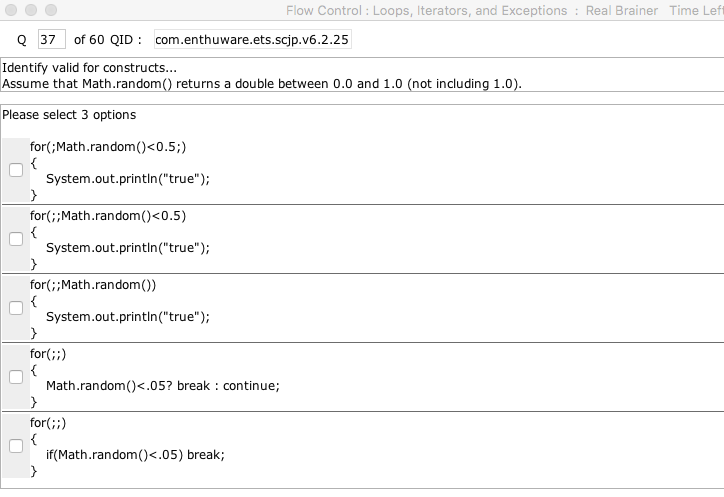 Flow Control : Loops, Iterators, and Exceptions : Real Brainer Time Left
Q 37 of 60 QID : com.enthuware.ets.scjp.v6.2.25
Identify valid for constructs...
Assume that Math.random() returns a double between 0.0 and 1.0 (not including 1.0).
Please select 3 options
for(;Math.random()<0.5;)
{
System.out.println("true");
}
for(;;Math.random()<0.5)
{
System.out.println("true");
}
for(;;Math.random())
{
System.out.println("true");
}
for(;;)
{
Math.random()<.05? break : continue;
}
for(;;)
{
if(Math.random()<.05) break;
}